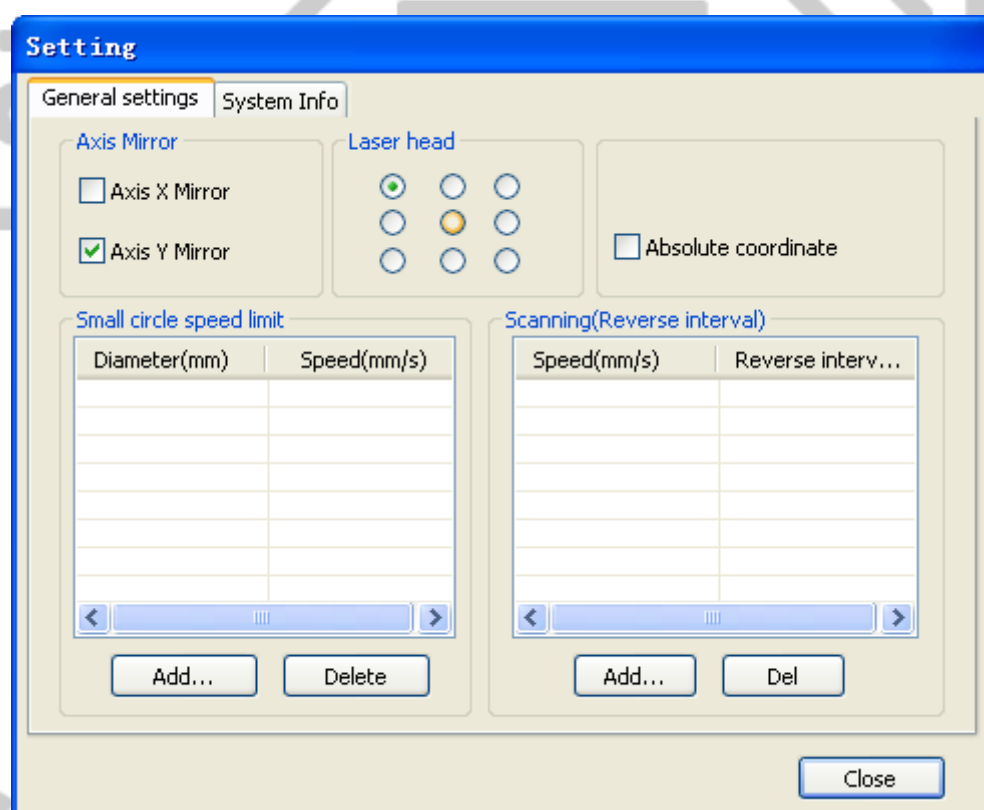 Setting
General settings
System Info
Axis Mirror
Axis X Mirror
Axis Y Mirror
Laser head
Absolute coordinate
Small circle speed limit
Diameter(mm) Speed(mm/s)
Add... Delete
Scanning(Reverse interval)
Speed(mm/s) Reverse interv...
Add... Del
Close